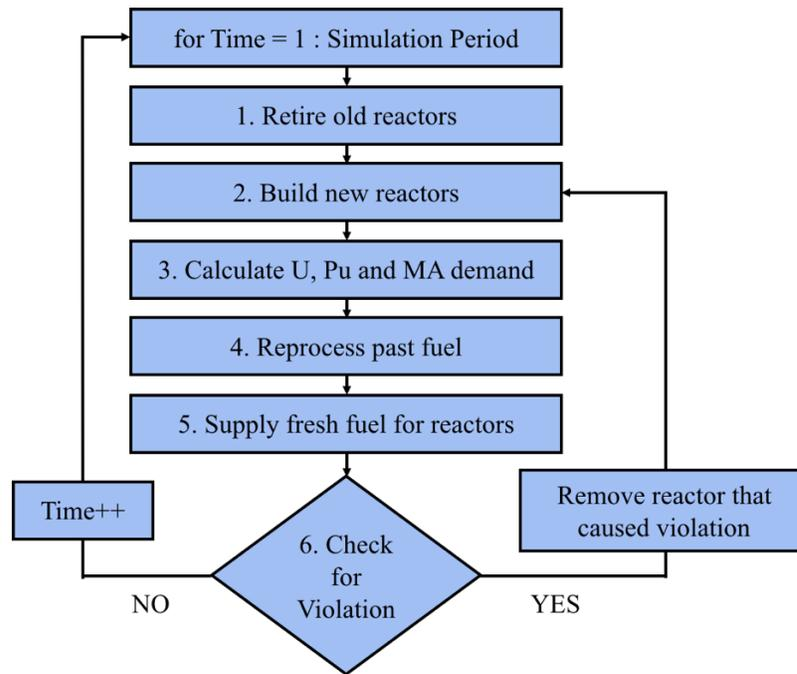 for Time = 1 : Simulation Period
1. Retire old reactors
2. Build new reactors
3. Calculate U, Pu and MA demand
4. Reprocess past fuel
5. Supply fresh fuel for reactors
Time++
Remove reactor that
caused violation
6. Check
for
Violation
NO
YES